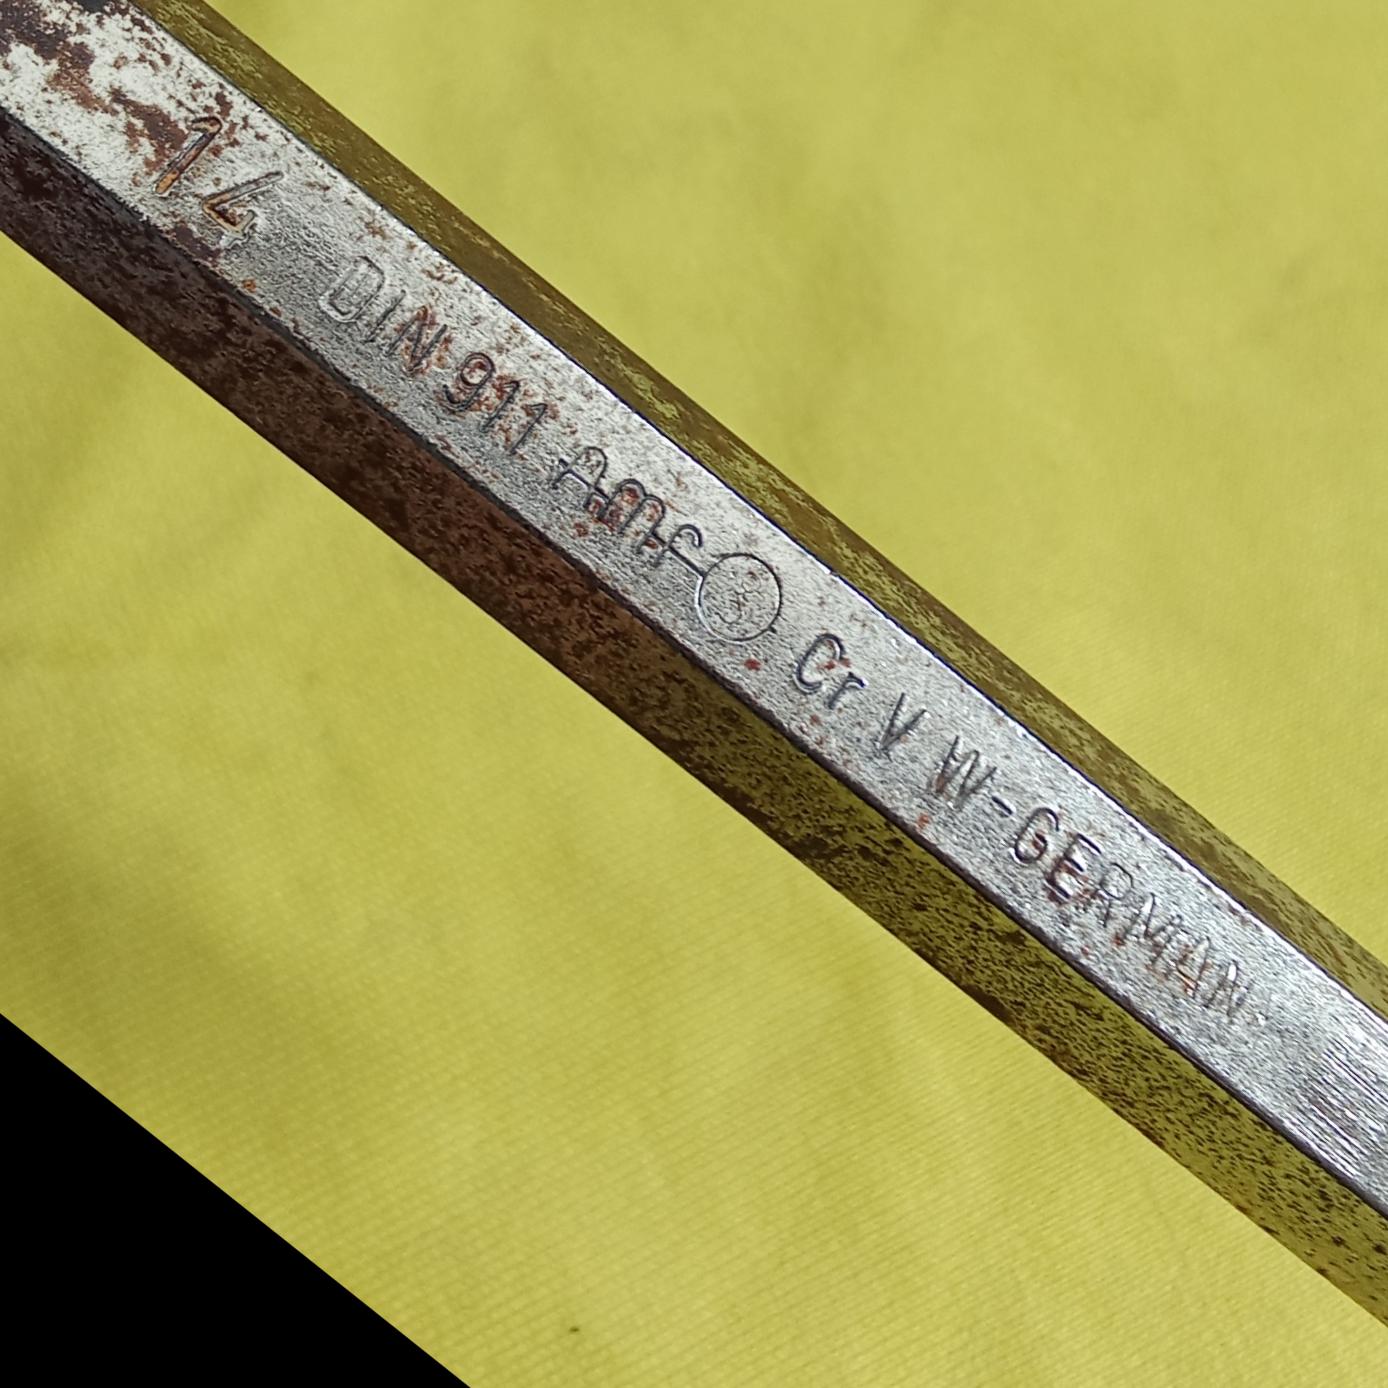 14 DIN 911 Amf Cr V W-GERMAN